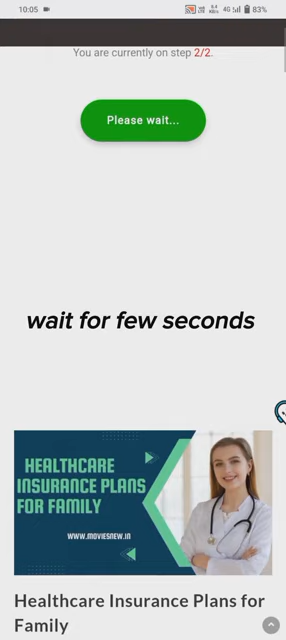 10:05
4G
83%
You are currently on step 2/2.
Please wait...
wait for few seconds
HEALTHCARE
INSURANCE PLANS
FOR FAMILY
WWW.MOVIESNEW.IN
Healthcare Insurance Plans for
Family